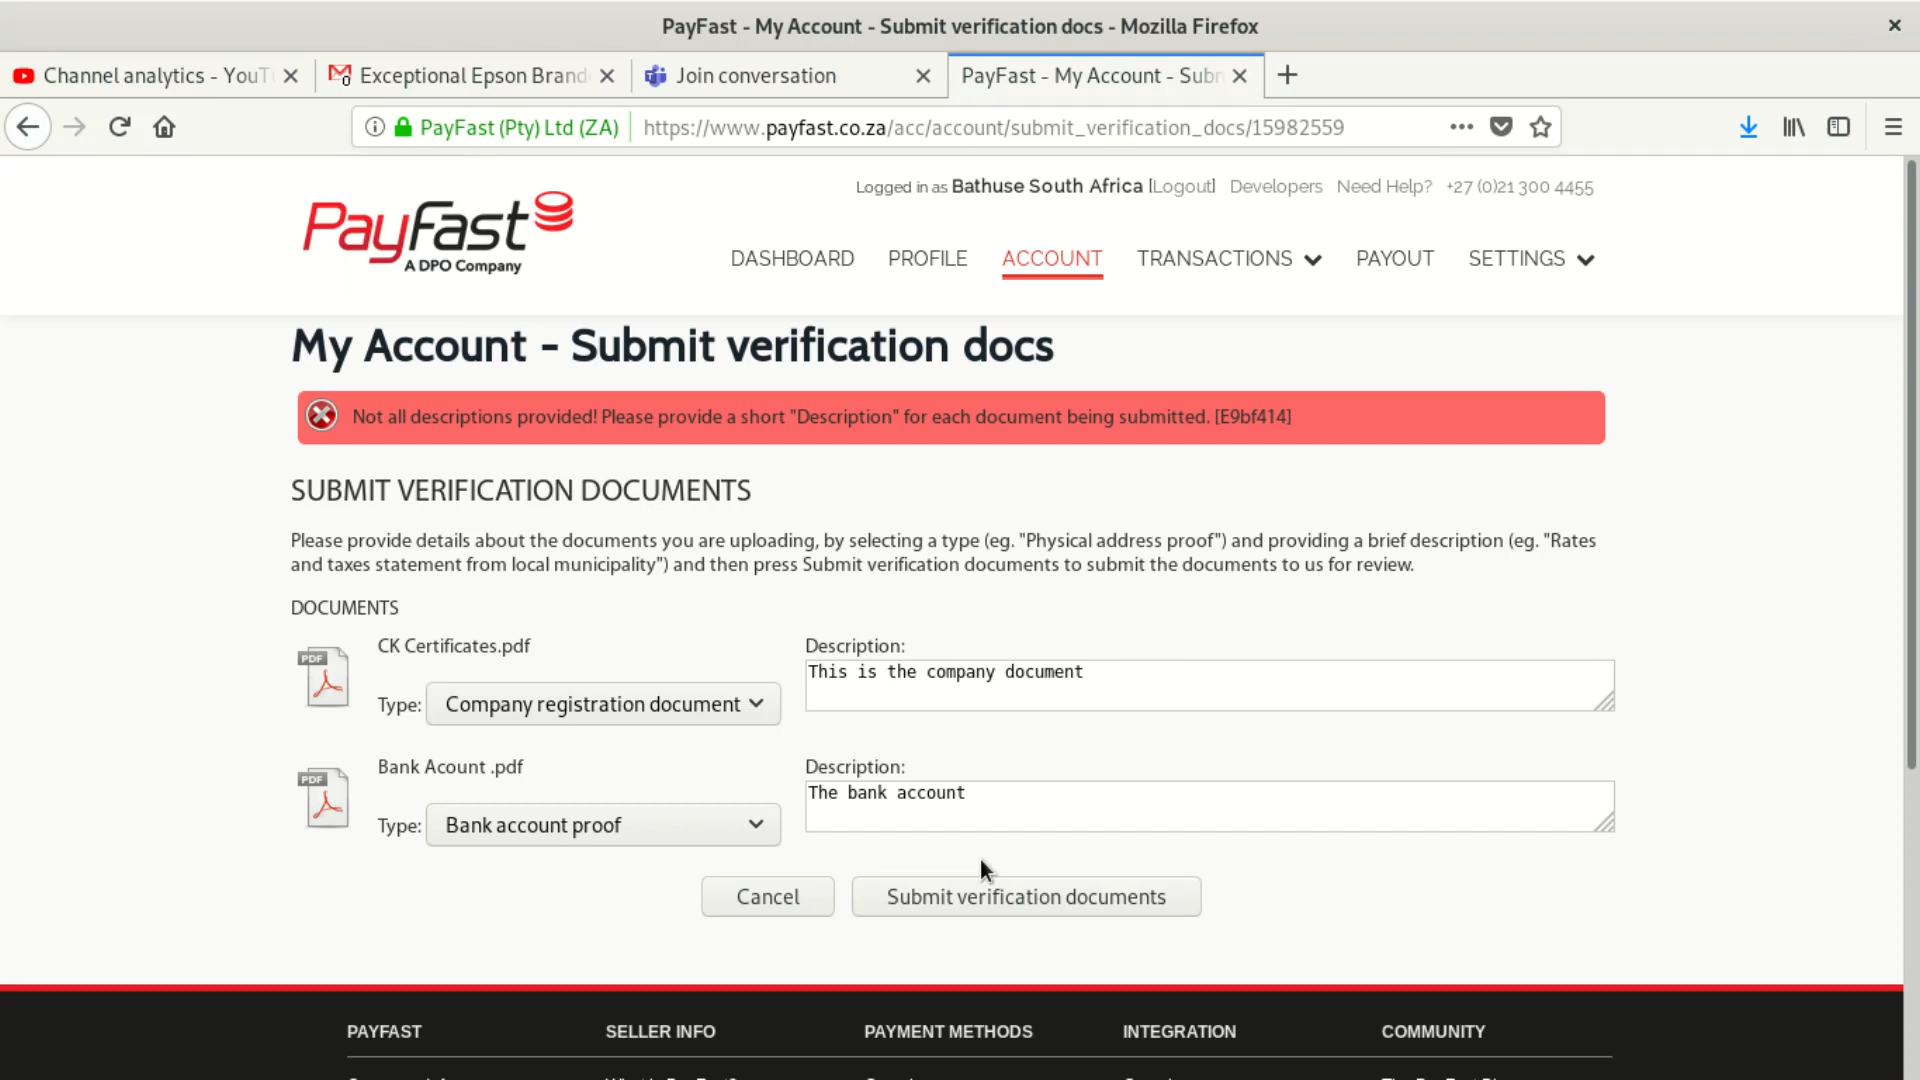 PayFast - My Account - Submit verification docs - Mozilla Firefox
Channel analytics - YouT
Exceptional Epson Brand
Join conversation
PayFast - My Account - Subm
PayFast (Pty) Ltd (ZA)
https://www.payfast.co.za/acc/account/submit_verification_docs/15982559
Logged in as Bathuse South Africa [Logout] Developers Need Help? +27 (0)21 300 4455
PayFast
A DPO Company
DASHBOARD PROFILE ACCOUNT TRANSACTIONS PAYOUT SETTINGS
My Account - Submit verification docs
Not all descriptions provided! Please provide a short "Description" for each document being submitted. [E9bf414]
SUBMIT VERIFICATION DOCUMENTS
Please provide details about the documents you are uploading, by selecting a type (eg. "Physical address proof") and providing a brief description (eg. "Rates
and taxes statement from local municipality") and then press Submit verification documents to submit the documents to us for review.
DOCUMENTS
PDF
CK Certificates.pdf
Type: Company registration document
Description:
This is the company document
PDF
Bank Acount .pdf
Type: Bank account proof
Description:
The bank account
Cancel
Submit verification documents
PAYFAST SELLER INFO PAYMENT METHODS INTEGRATION COMMUNITY